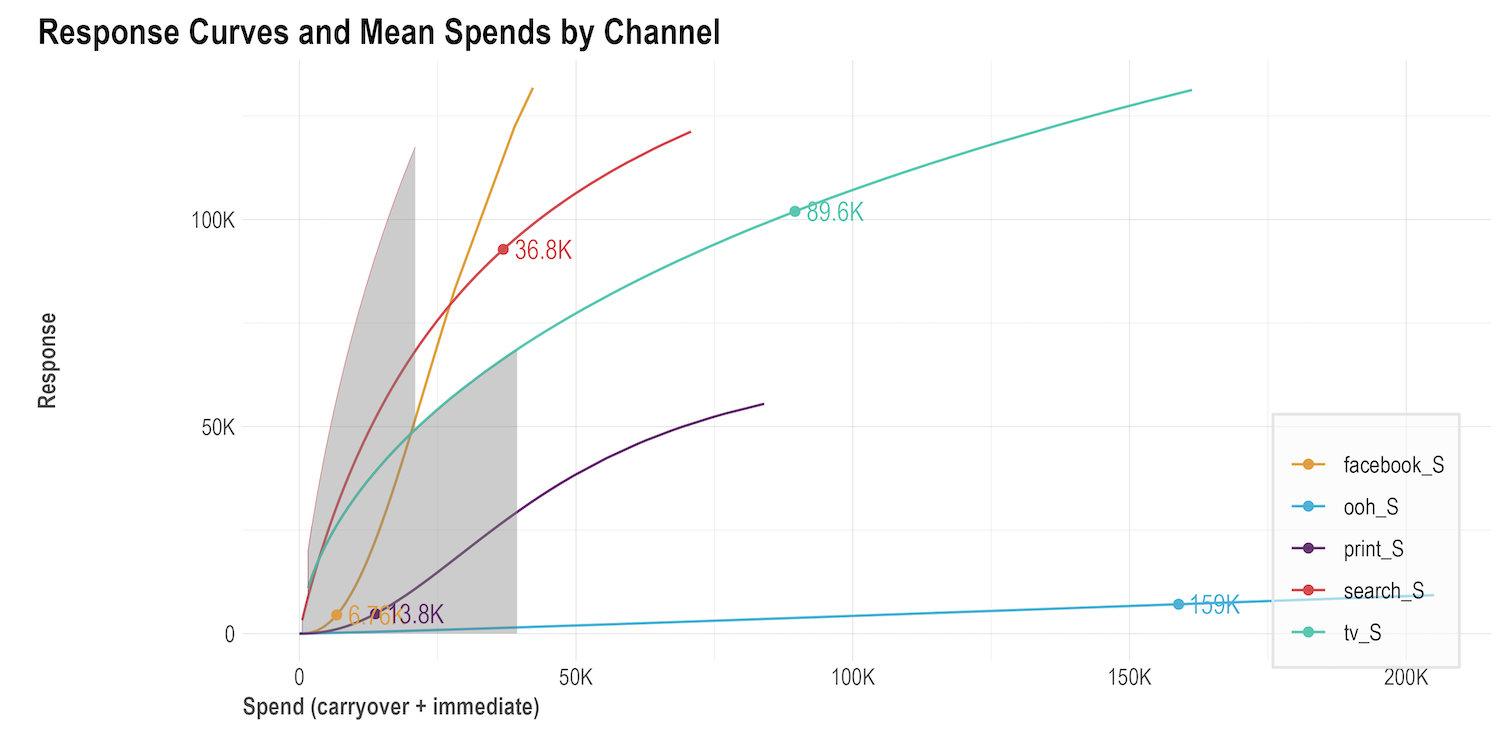 Response Curves and Mean Spends by Channel
Response
100K
50K
0
89.6K
36.8K
6.76K
13.8K
159K
facebook_S
ooh_S
print_S
search_S
tv_S
0 50K 100K 150K 200K
Spend (carryover + immediate)